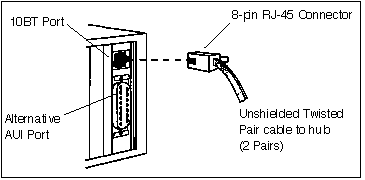 10BT Port
8-pin RJ-45 Connector
Alternative
AUI Port
Unshielded Twisted
Pair cable to hub
(2 Pairs)